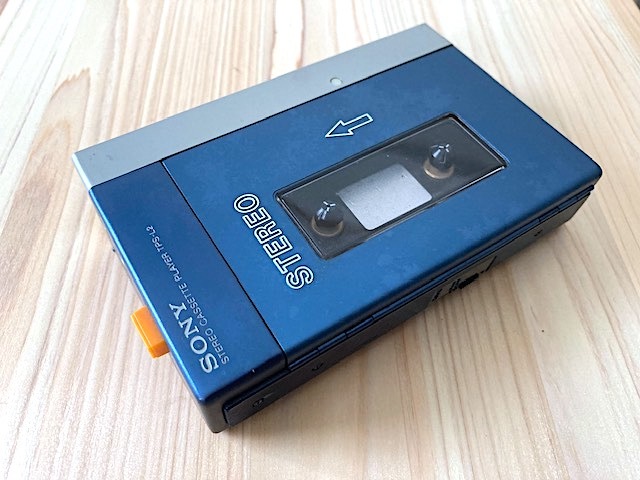 STEREO
SONY
STEREO CASSETTE PLAYER TPS-L2